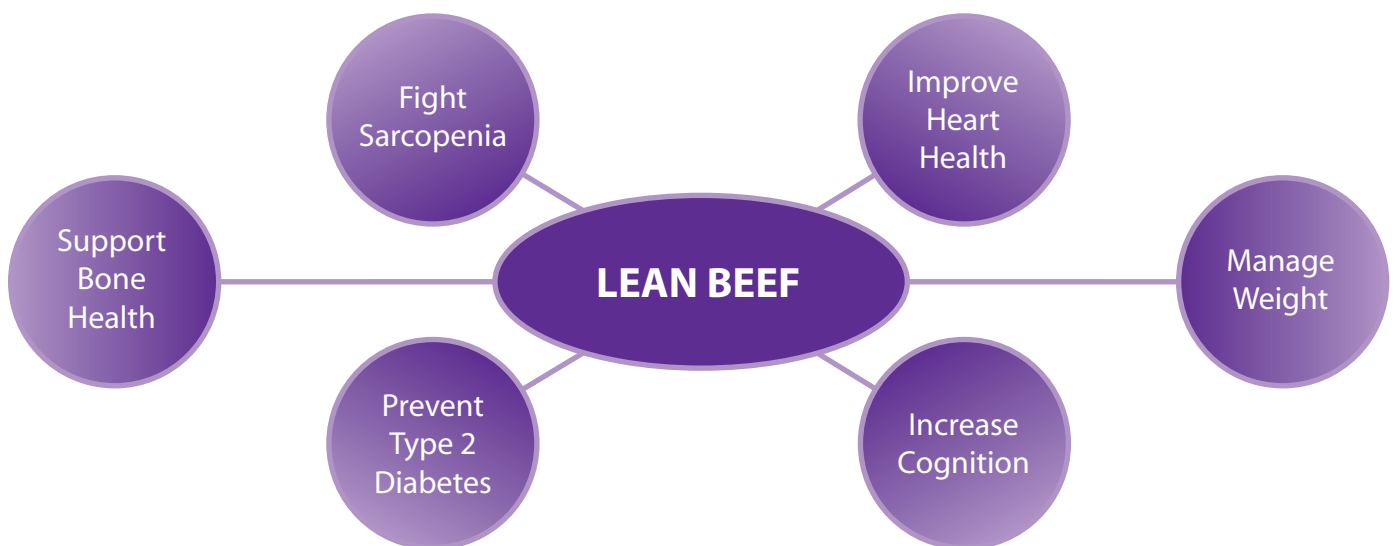 Fight
Sarcopenia
Improve
Heart
Health
Support
Bone
Health
LEAN BEEF
Manage
Weight
Prevent
Type 2
Diabetes
Increase
Cognition